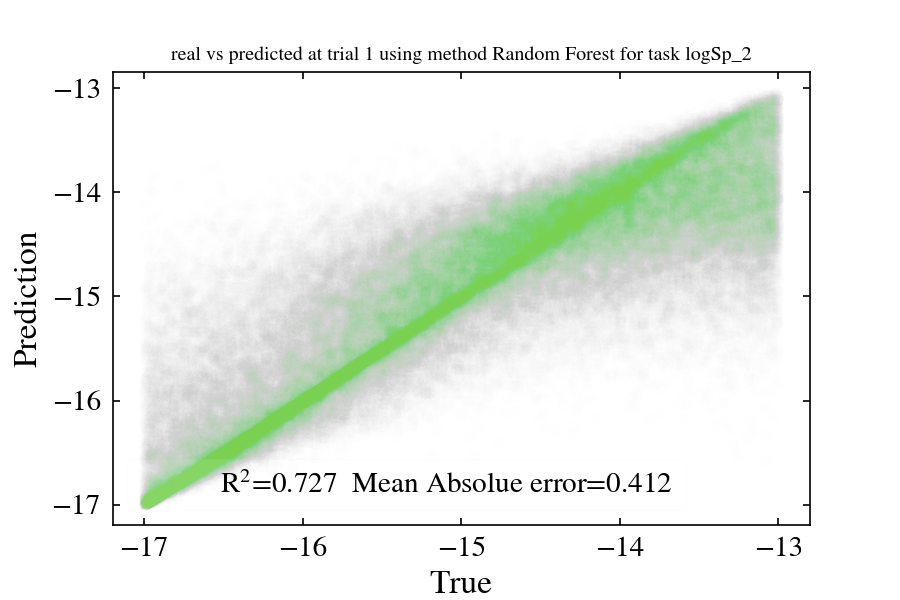 real vs predicted at trial 1 using method Random Forest for task logSp_2
−13
−14
−15
−16
−17
Prediction
R²=0.727 Mean Absolue error=0.412
−17 −16 −15 −14 −13
True